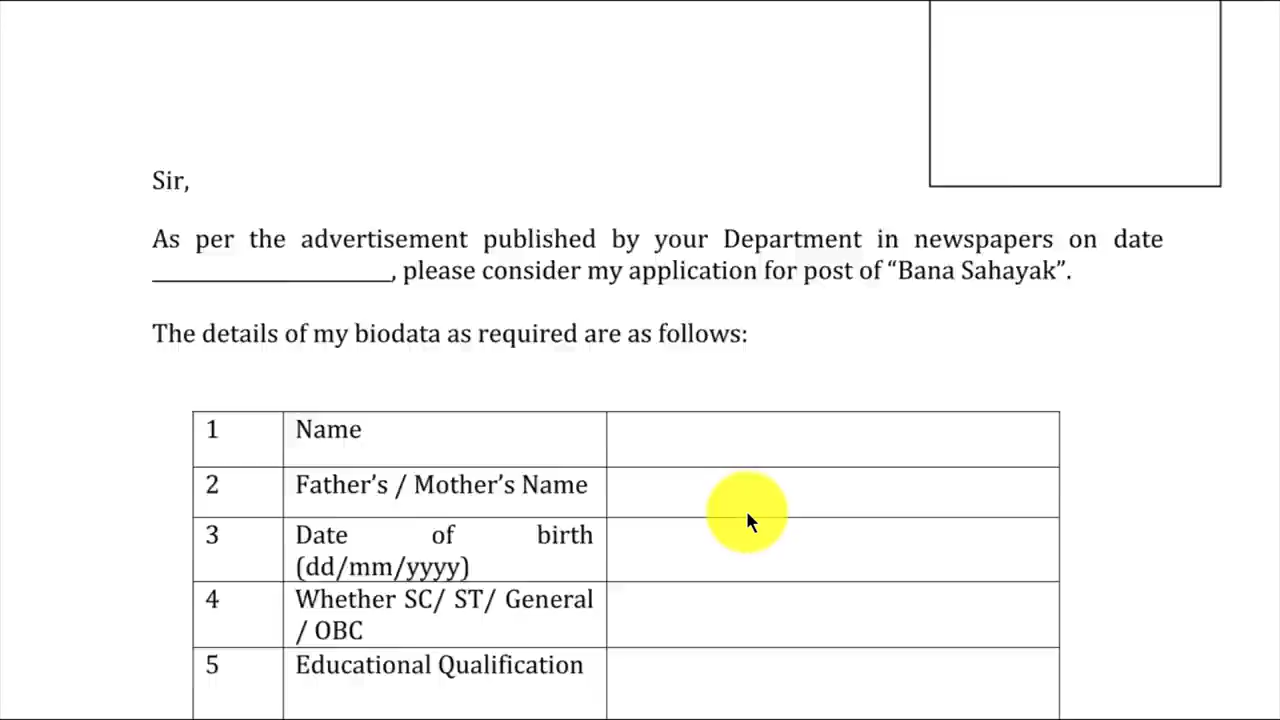 Sir,
As per the advertisement published by your Department in newspapers on date
____________________, please consider my application for post of “Bana Sahayak”.
The details of my biodata as required are as follows:
1 Name
2 Father’s / Mother’s Name
3 Date of birth
(dd/mm/yyyy)
4 Whether SC/ ST/ General
/ OBC
5 Educational Qualification